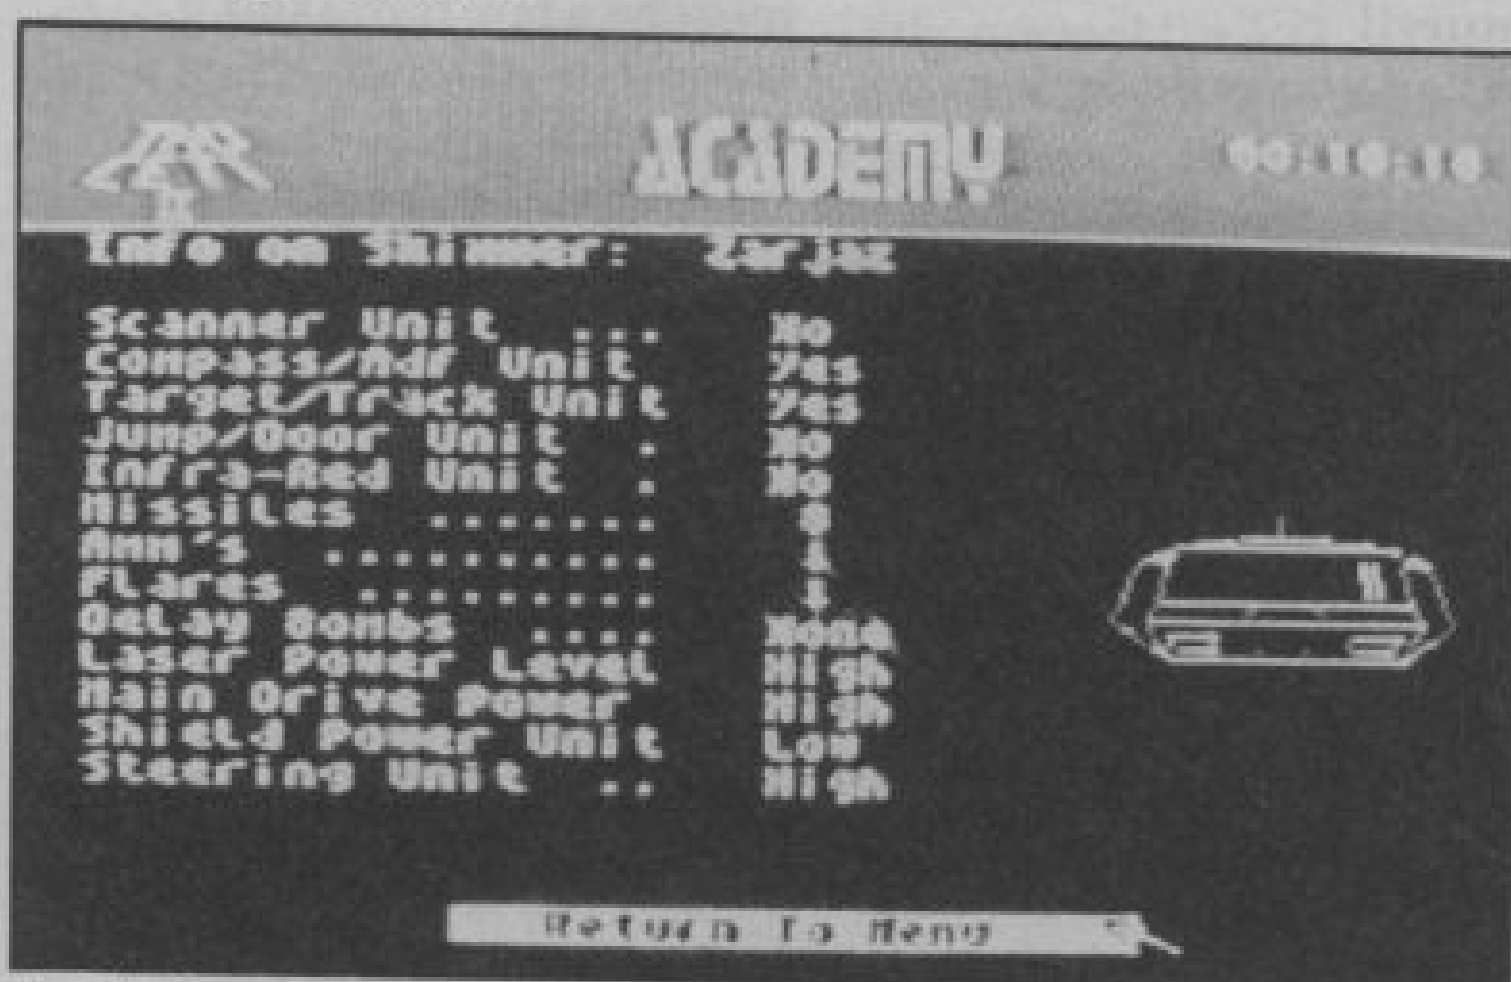 ACADEMY
Info on Skimmer: Zarjaz
Scanner Unit ... No
Compass/Adf Unit Yes
Target/Track Unit Yes
Jump/Door Unit . No
Infra-Red Unit . No
Missiles .......
AMM's ..........
Flares .........
Delay Bombs .... None
Laser Power Level High
Main Drive Power High
Shield Power Unit Low
Steering Unit .. High
Return To Menu